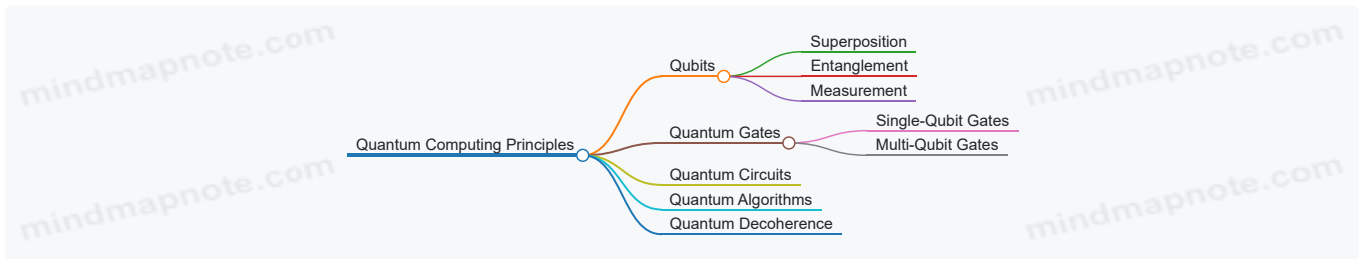 mindmapnote.com
mindmapnote.com
Superposition
Qubits
Entanglement
Measurement
Single-Qubit Gates
Quantum Gates
Quantum Computing Principles
Multi-Qubit Gates
Quantum Circuits
Quantum Algorithms
Quantum Decoherence
mindmapnote.com
mindmapnote.com